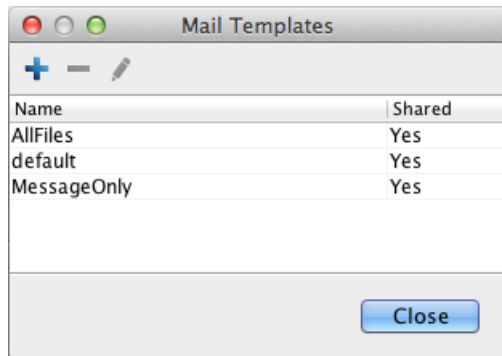 Mail Templates
Name Shared
AllFiles Yes
default Yes
MessageOnly Yes
Close